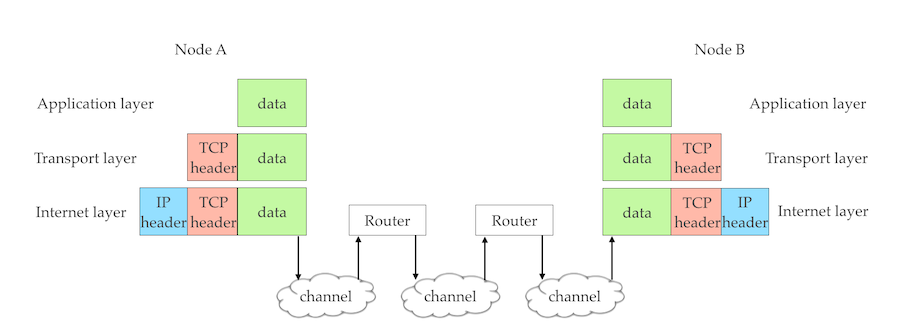 Node A
Node B
Application layer
data
data
Application layer
Transport layer
TCP
header
data
data
TCP
header
Transport layer
Internet layer
IP
header
TCP
header
data
Router
Router
data
TCP
header
IP
header
Internet layer
channel
channel
channel